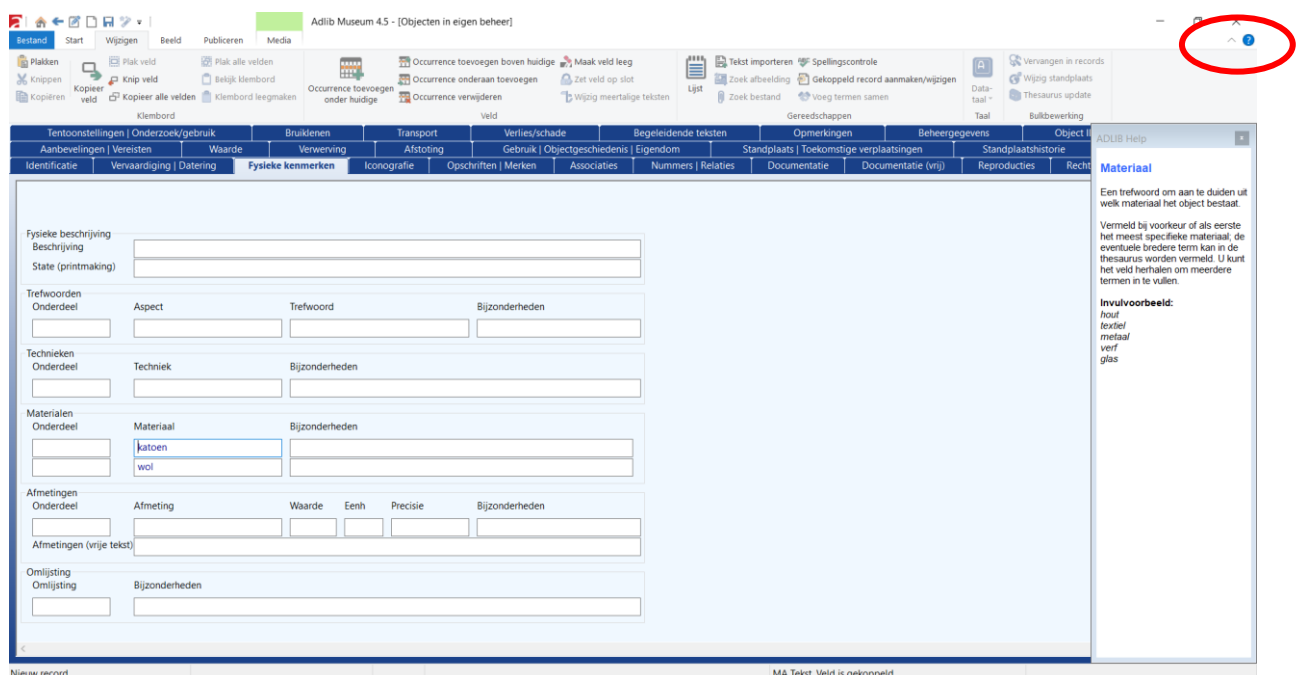 Adlib Museum 4.5 - [Objecten in eigen beheer]
Bestand Start Wijzigen Beeld Publiceren Media
Plakken
Knippen
Kopiëren
Kopieer veld
Plak veld
Knip veld
Kopieer alle velden
Plak alle velden
Bekijk klembord
Klembord leegmaken
Klembord
Occurrence toevoegen
onder huidige
Occurrence toevoegen boven huidige
Occurrence onderaan toevoegen
Occurrence verwijderen
Maak veld leeg
Zet veld op slot
Wijzig meertalige teksten
Veld
Lijst
Tekst importeren
Zoek afbeelding
Zoek bestand
Spellingscontrole
Gekoppeld record aanmaken/wijzigen
Voeg termen samen
Gereedschappen
Data-
taal
Taal
Vervangen in records
Wijzig standplaats
Thesaurus update
Bulkbewerking
Tentoonstellingen | Onderzoek/gebruik Bruiklenen Transport Verlies/schade Begeleidende teksten Opmerkingen Beheergegevens Object
Aanbevelingen | Vereisten Waarde Verwerving Afstoting Gebruik | Objectgeschiedenis | Eigendom Standplaats | Toekomstige verplaatsingen Standplaatshistorie
Identificatie Vervaardiging | Datering Fysieke kenmerken Iconografie Opschriften | Merken Associaties Nummers | Relaties Documentatie Documentatie (vrij) Reproducties Recht
Fysieke beschrijving
Beschrijving
State (printmaking)
Trefwoorden
Onderdeel Aspect Trefwoord Bijzonderheden
Technieken
Onderdeel Techniek Bijzonderheden
Materialen
Onderdeel Materiaal Bijzonderheden
katoen
wol
Afmetingen
Onderdeel Afmeting Waarde Eenh Precisie Bijzonderheden
Afmetingen (vrije tekst)
Omlijsting
Omlijsting Bijzonderheden
ADLIB Help
Materiaal
Een trefwoord om aan te duiden uit
welk materiaal het object bestaat.
Vermeld bij voorkeur of als eerste
het meest specifieke materiaal; de
eventuele bredere term kan in de
thesaurus worden vermeld. U kunt
het veld herhalen om meerdere
termen in te vullen.
Invulvoorbeeld:
hout
textiel
metaal
verf
glas
Nieuw record MA Tekst. Veld is gekoppeld